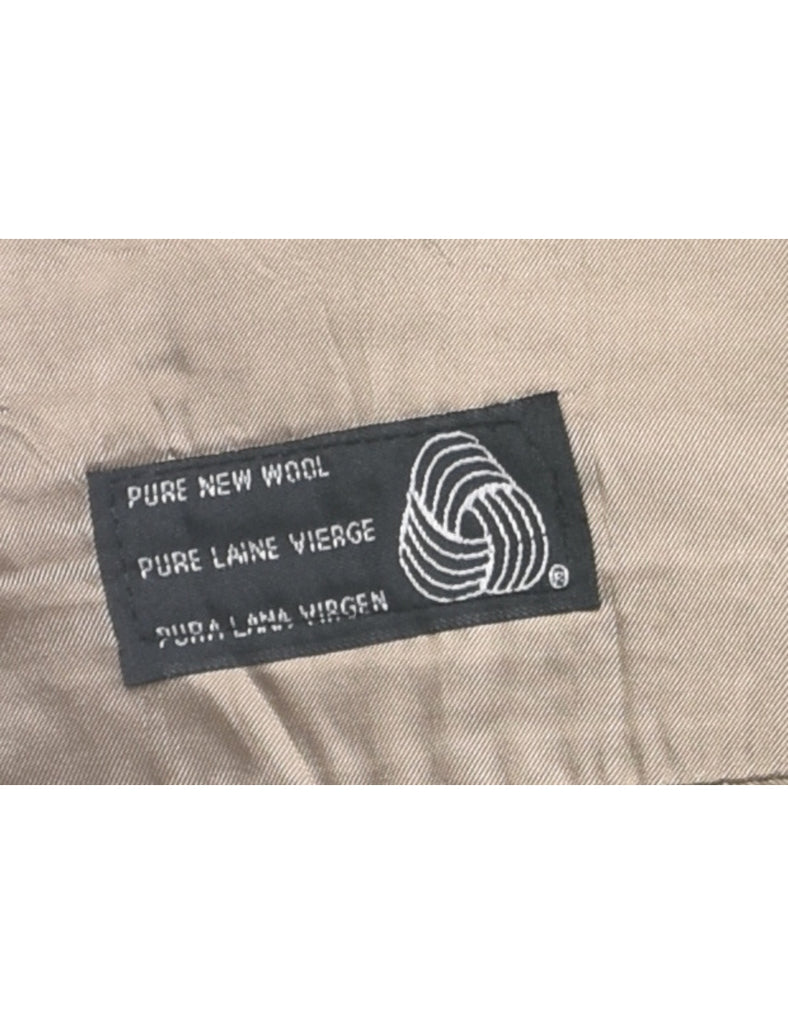 PURE NEW WOOL
PURE LAINE VIERGE
PURA LANA VIRGEN
®